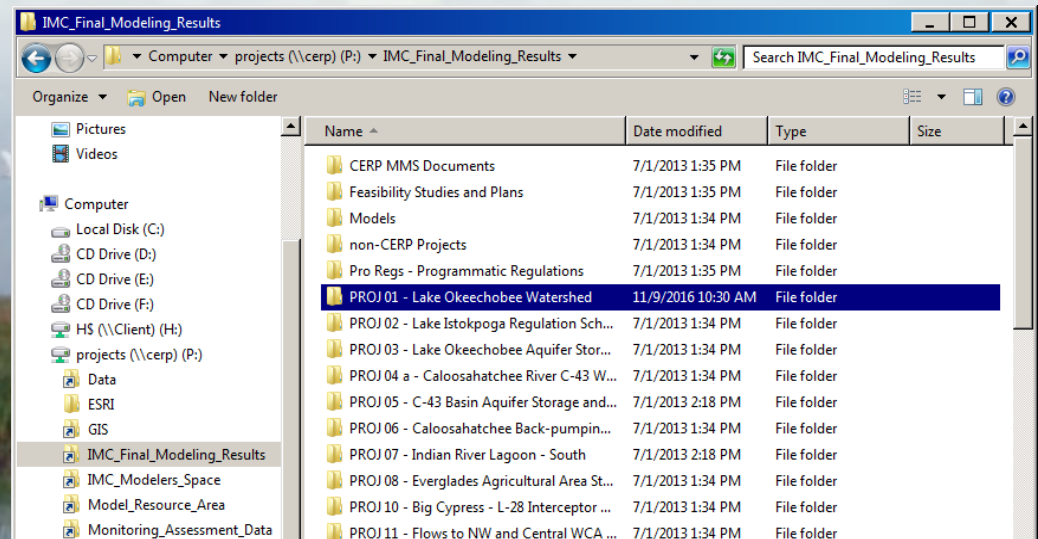 IMC_Final_Modeling_Results
Computer projects (\\cerp) (P:) IMC_Final_Modeling_Results
Search IMC_Final_Modeling_Results
Organize Open New folder
Pictures
Videos
Computer
Local Disk (C:)
CD Drive (D:)
CD Drive (E:)
CD Drive (F:)
H$ (\\Client) (H:)
projects (\\cerp) (P:)
Data
ESRI
GIS
IMC_Final_Modeling_Results
IMC_Modelers_Space
Model_Resource_Area
Monitoring_Assessment_Data
Name Date modified Type Size
CERP MMS Documents 7/1/2013 1:35 PM File folder
Feasibility Studies and Plans 7/1/2013 1:35 PM File folder
Models 7/1/2013 1:34 PM File folder
non-CERP Projects 7/1/2013 1:34 PM File folder
Pro Regs - Programmatic Regulations 7/1/2013 1:35 PM File folder
PROJ 01 - Lake Okeechobee Watershed 11/9/2016 10:30 AM File folder
PROJ 02 - Lake Istokpoga Regulation Sch... 7/1/2013 1:34 PM File folder
PROJ 03 - Lake Okeechobee Aquifer Stor... 7/1/2013 1:34 PM File folder
PROJ 04 a - Caloosahatchee River C-43 W... 7/1/2013 1:34 PM File folder
PROJ 05 - C-43 Basin Aquifer Storage and... 7/1/2013 2:18 PM File folder
PROJ 06 - Caloosahatchee Back-pumpin... 7/1/2013 1:34 PM File folder
PROJ 07 - Indian River Lagoon - South 7/1/2013 2:18 PM File folder
PROJ 08 - Everglades Agricultural Area St... 7/1/2013 1:34 PM File folder
PROJ 10 - Big Cypress - L-28 Interceptor ... 7/1/2013 1:34 PM File folder
PROJ 11 - Flows to NW and Central WCA ... 7/1/2013 1:34 PM File folder